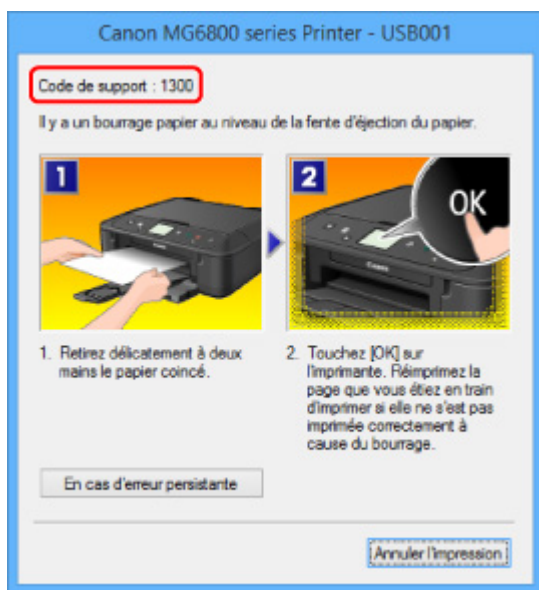 Canon MG6800 series Printer - USB001
Code de support : 1300
Il y a un bourrage papier au niveau de la fente d'éjection du papier.
1
2
OK
Canon
1. Retirez délicatement à deux
mains le papier coincé.
2. Touchez [OK] sur
l'imprimante. Réimprimez la
page que vous étiez en train
d'imprimer si elle ne s'est pas
imprimée correctement à
cause du bourrage.
En cas d'erreur persistante
Annuler l'impression